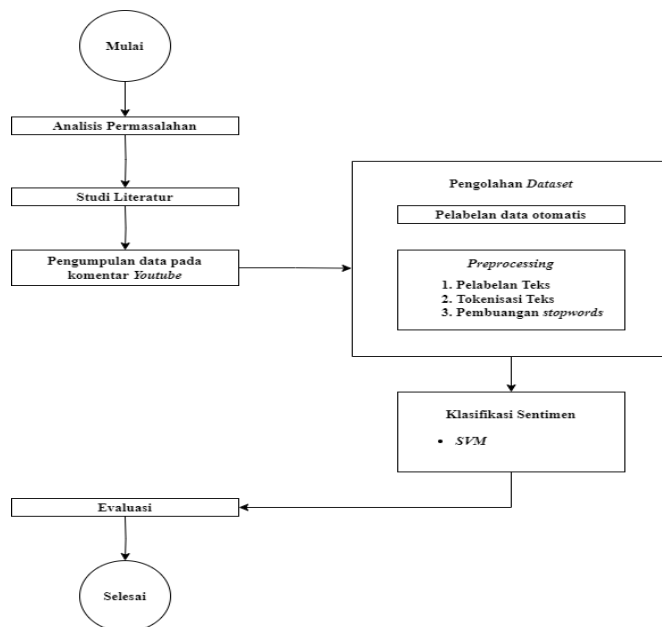 Mulai
Analisis Permasalahan
Studi Literatur
Pengumpulan data pada
komentar Youtube
Pengolahan Dataset
Pelabelan data otomatis
Preprocessing
1. Pelabelan Teks
2. Tokenisasi Teks
3. Pembuangan stopwords
Klasifikasi Sentimen
• SVM
Evaluasi
Selesai